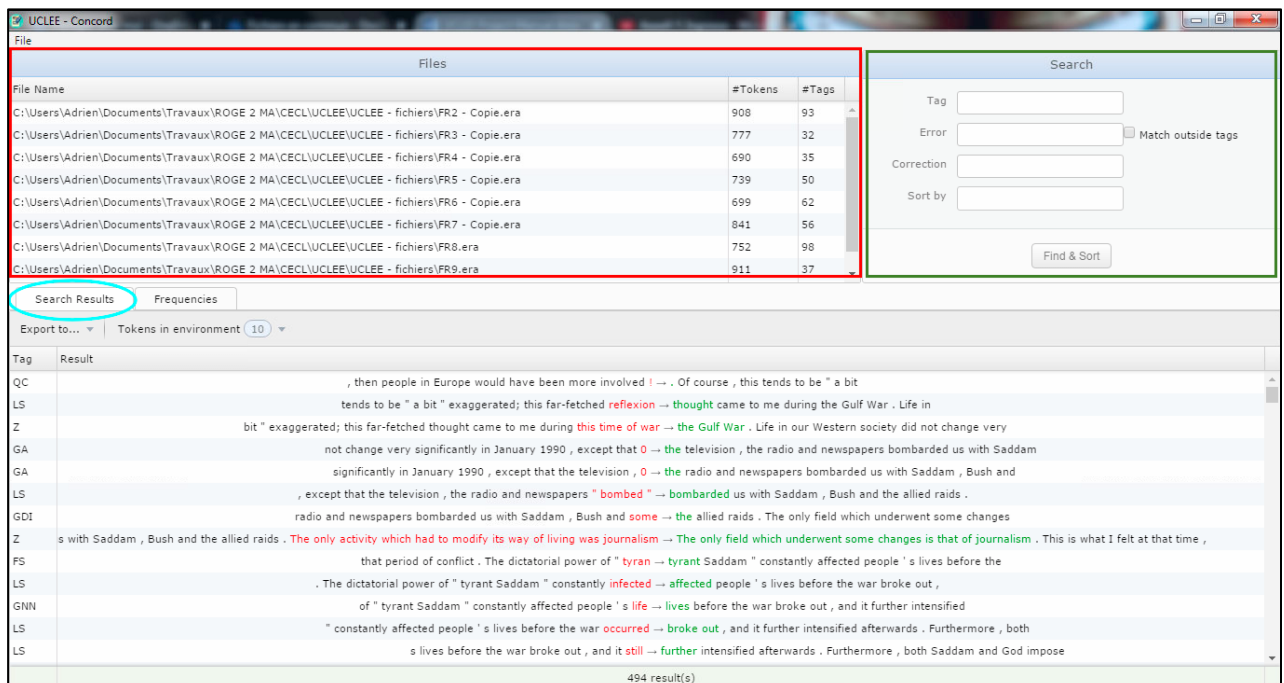 UCLEE - Concord
File
Files
Search
File Name #Tokens #Tags
C:\Users\Adrien\Documents\Travaux\ROGE 2 MA\CECL\UCLEE\UCLEE - fichiers\FR2 - Copie.era 908 93
C:\Users\Adrien\Documents\Travaux\ROGE 2 MA\CECL\UCLEE\UCLEE - fichiers\FR3 - Copie.era 777 32
C:\Users\Adrien\Documents\Travaux\ROGE 2 MA\CECL\UCLEE\UCLEE - fichiers\FR4 - Copie.era 690 35
C:\Users\Adrien\Documents\Travaux\ROGE 2 MA\CECL\UCLEE\UCLEE - fichiers\FR5 - Copie.era 739 50
C:\Users\Adrien\Documents\Travaux\ROGE 2 MA\CECL\UCLEE\UCLEE - fichiers\FR6 - Copie.era 699 62
C:\Users\Adrien\Documents\Travaux\ROGE 2 MA\CECL\UCLEE\UCLEE - fichiers\FR7 - Copie.era 841 56
C:\Users\Adrien\Documents\Travaux\ROGE 2 MA\CECL\UCLEE\UCLEE - fichiers\FR8.era 752 98
C:\Users\Adrien\Documents\Travaux\ROGE 2 MA\CECL\UCLEE\UCLEE - fichiers\FR9.era 911 37
Tag
Error Match outside tags
Correction
Sort by
Find & Sort
Search Results Frequencies
Export to... Tokens in environment 10
Tag Result
QC , then people in Europe would have been more involved ! → . Of course , this tends to be " a bit
LS tends to be " a bit " exaggerated; this far-fetched reflexion → thought came to me during the Gulf War . Life in
Z bit " exaggerated; this far-fetched thought came to me during this time of war → the Gulf War . Life in our Western society did not change very
GA not change very significantly in January 1990 , except that 0 → the television , the radio and newspapers bombarded us with Saddam
GA significantly in January 1990 , except that the television , 0 → the radio and newspapers bombarded us with Saddam , Bush and
LS , except that the television , the radio and newspapers " bombed " → bombarded us with Saddam , Bush and the allied raids .
GDI radio and newspapers bombarded us with Saddam , Bush and some → the allied raids . The only field which underwent some changes
Z s with Saddam , Bush and the allied raids . The only activity which had to modify its way of living was journalism → The only field which underwent some changes is that of journalism . This is what I felt at that time ,
FS that period of conflict . The dictatorial power of " tyran → tyrant Saddam " constantly affected people ' s lives before the
LS . The dictatorial power of " tyrant Saddam " constantly infected → affected people ' s lives before the war broke out ,
GNN of " tyrant Saddam " constantly affected people ' s life → lives before the war broke out , and it further intensified
LS " constantly affected people ' s lives before the war occurred → broke out , and it further intensified afterwards . Furthermore , both
LS s lives before the war broke out , and it still → further intensified afterwards . Furthermore , both Saddam and God impose
494 result(s)